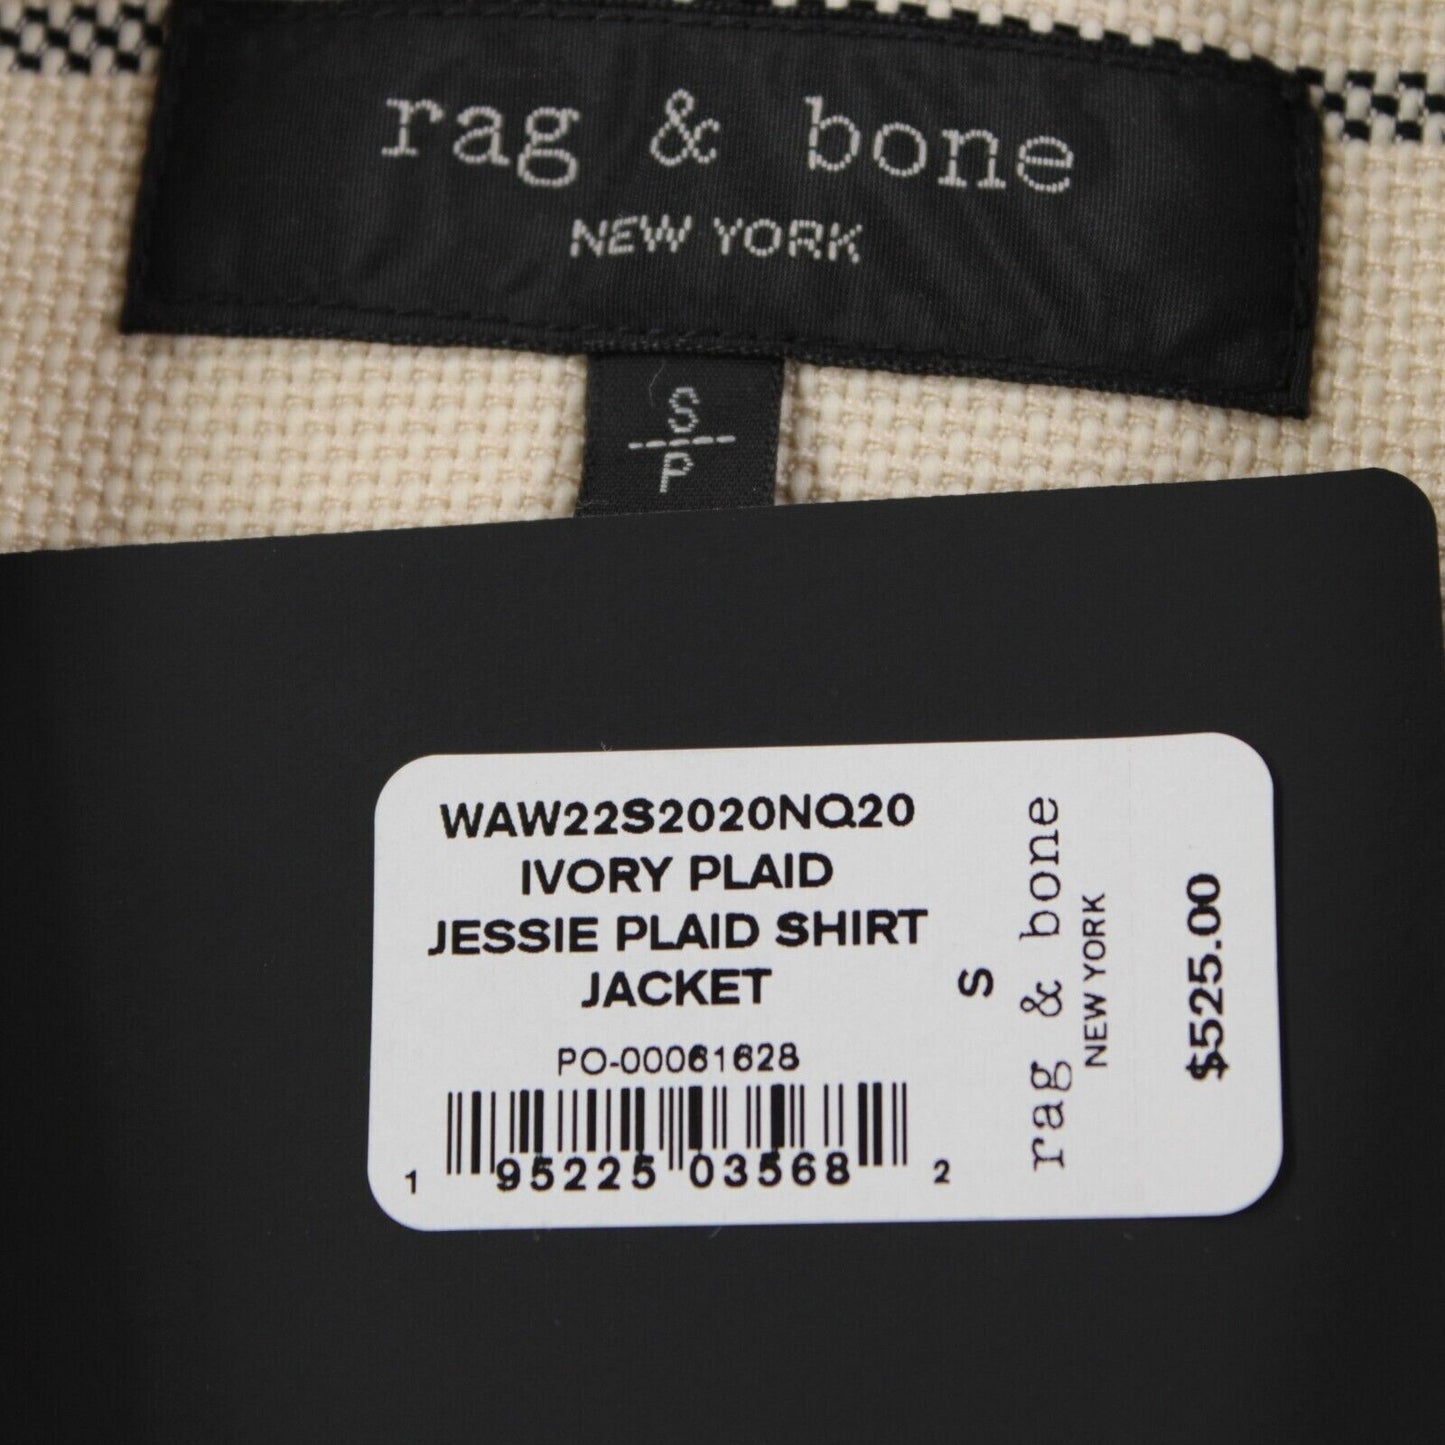 rag & bone
NEW YORK
S
P
WAW22S2020NQ20
IVORY PLAID
JESSIE PLAID SHIRT
JACKET
PO-00061628
1 95225 03568 2
S
rag & bone
NEW YORK
$525.00